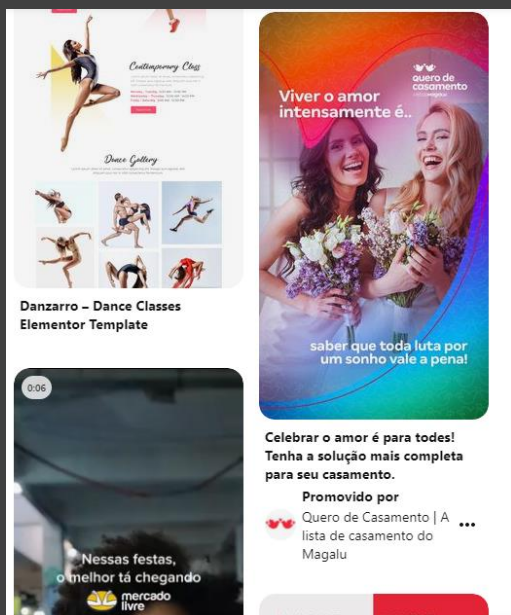 Contemporary Class
Dance Gallery
Danzarro – Dance Classes
Elementor Template
0:06
Nessas festas,
o melhor tá chegando
mercado
livre
quero de
casamento
Viver o amor
intensamente é..
saber que toda luta por
um sonho vale a pena!
Celebrar o amor é para todes!
Tenha a solução mais completa
para seu casamento.
Promovido por
Quero de Casamento | A
lista de casamento do
Magalu